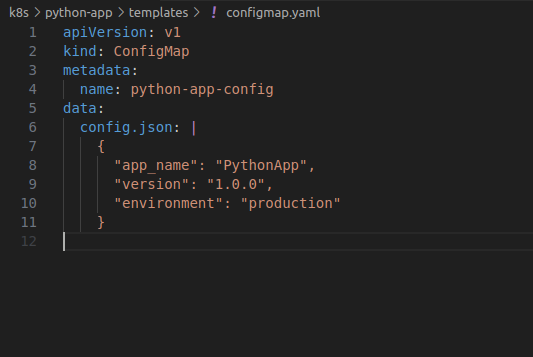 k8s > python-app > templates > ! configmap.yaml
1 apiVersion: v1
2 kind: ConfigMap
3 metadata:
4   name: python-app-config
5 data:
6   config.json: |
7     {
8       "app_name": "PythonApp",
9       "version": "1.0.0",
10       "environment": "production"
11     }
12